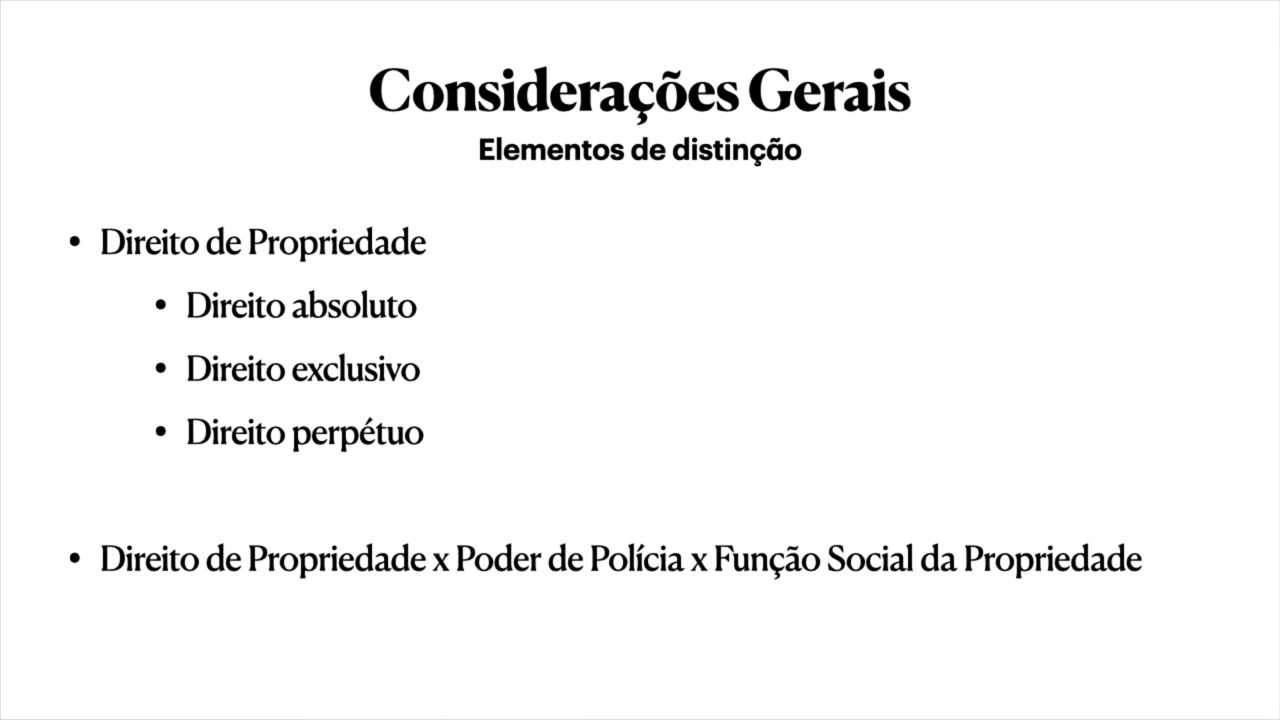 Considerações Gerais
Elementos de distinção
• Direito de Propriedade
• Direito absoluto
• Direito exclusivo
• Direito perpétuo
• Direito de Propriedade x Poder de Polícia x Função Social da Propriedade